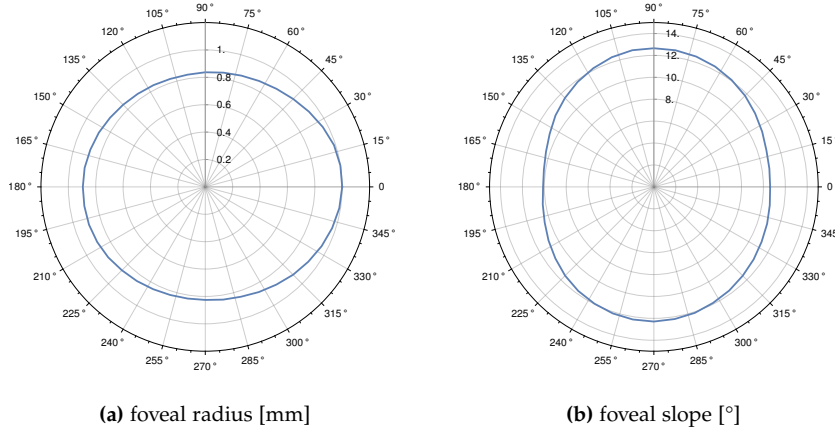 90 °
105 ° 75 °
120 ° 60 °
135 ° 45 °
150 ° 30 °
165 ° 15 °
180 ° 0
195 ° 345 °
210 ° 330 °
225 ° 315 °
240 ° 300 °
255 ° 285 °
270 °
1.
0.8
0.6
0.4
0.2
(a) foveal radius [mm]
90 °
105 ° 75 °
120 ° 60 °
135 ° 45 °
150 ° 30 °
165 ° 15 °
180 ° 0
195 ° 345
210 ° 330 °
225 ° 315 °
240 ° 300 °
255 ° 285 °
270 °
14.
12.
10.
8.
(b) foveal slope [°]